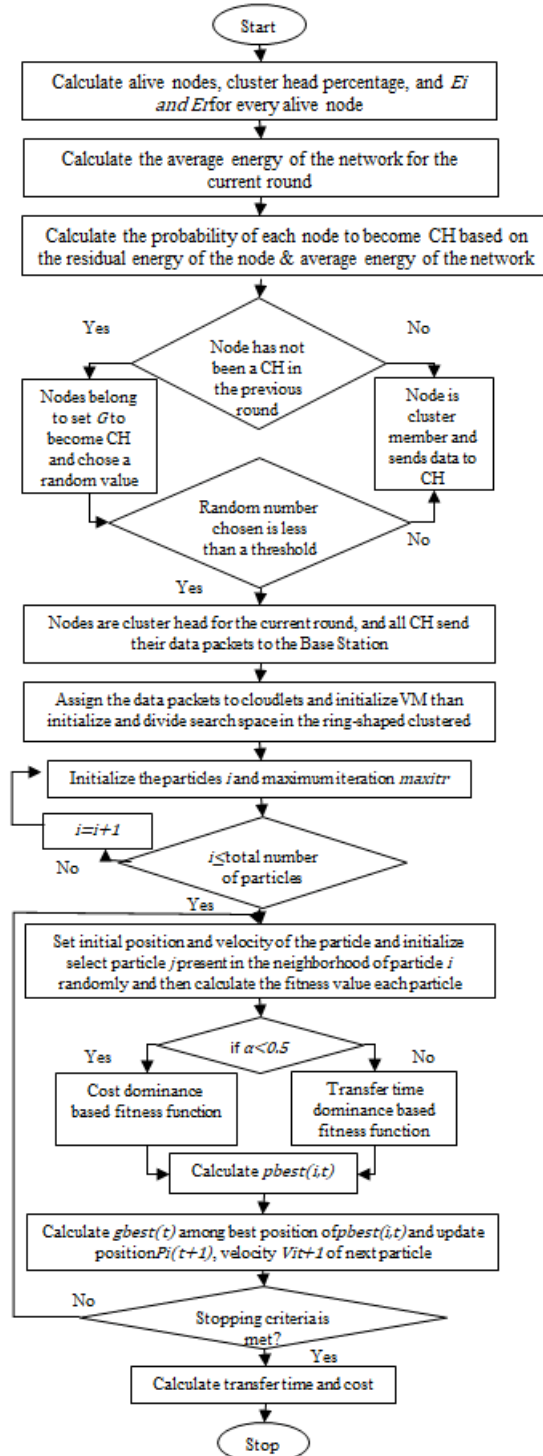 Start
Calculate alive nodes, cluster head percentage, and Ei
and Er for every alive node
Calculate the average energy of the network for the
current round
Calculate the probability of each node to become CH based on
the residual energy of the node & average energy of the network
Yes
No
Node has not
been a CH in
the previous
round
Nodes belong
to set G to
become CH
and chose a
random value
Node is
cluster
member and
sends data to
CH
Random number
chosen is less
than a threshold
No
Yes
Nodes are cluster head for the current round, and all CH send
their data packets to the Base Station
Assign the data packets to cloudlets and initialize VM than
initialize and divide search space in the ring-shaped clustered
Initialize the particles i and maximum iteration maxitr
i=i+1
No
i≤total number
of particles
Yes
Set initial position and velocity of the particle and initialize
select particle j present in the neighborhood of particle i
randomly and then calculate the fitness value each particle
if α<0.5
Yes
No
Cost dominance
based fitness function
Transfer time
dominance based
fitness function
Calculate pbest(i,t)
Calculate gbest(t) among best position of pbest(i,t) and update
position Pi(t+1), velocity Vit+1 of next particle
No
Stopping criteria is
met?
Yes
Calculate transfer time and cost
Stop